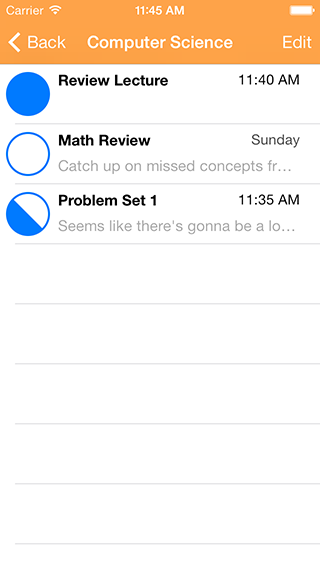 Carrier 11:45 AM
Back Computer Science Edit
Review Lecture 11:40 AM
Math Review Sunday
Catch up on missed concepts fr…
Problem Set 1 11:35 AM
Seems like there's gonna be a lo…